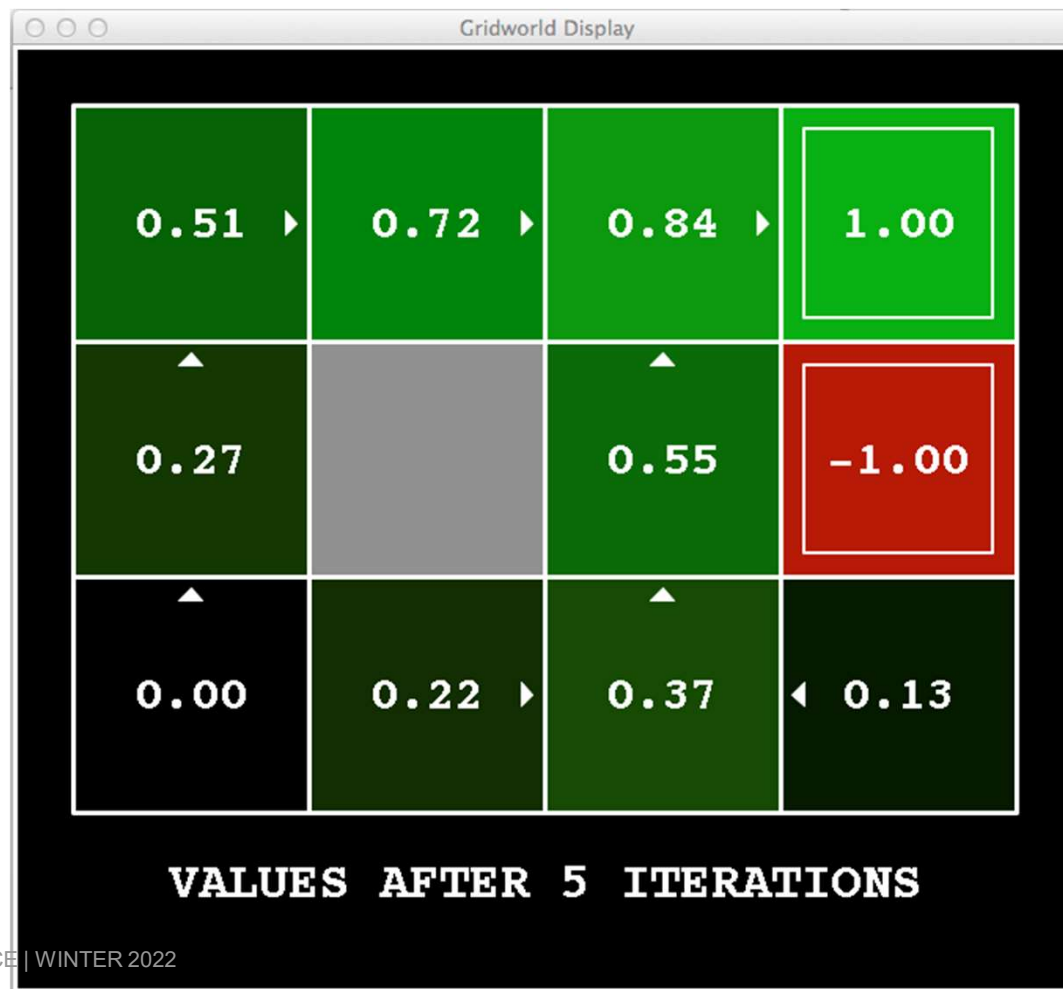 Gridworld Display
0.51 0.72 0.84 1.00
0.27 0.55 -1.00
0.00 0.22 0.37 0.13
VALUES AFTER 5 ITERATIONS
| WINTER 2022